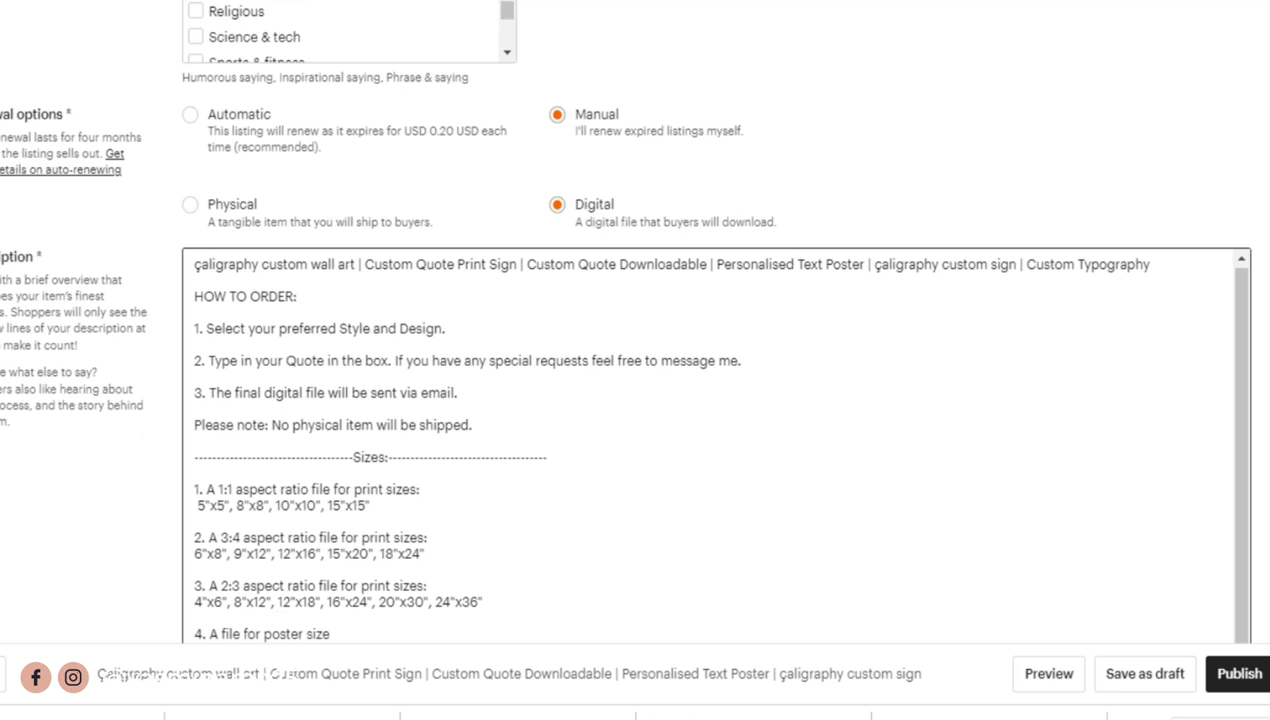 Religious
Science & tech
Sports & fitness
Humorous saying, Inspirational saying, Phrase & saying
val options *
enewal lasts for four months
the listing sells out. Get
etails on auto-renewing
Automatic
This listing will renew as it expires for USD 0.20 USD each
time (recommended).
Manual
I'll renew expired listings myself.
Physical
A tangible item that you will ship to buyers.
Digital
A digital file that buyers will download.
iption *
ith a brief overview that
es your item's finest
s. Shoppers will only see the
w lines of your description at
make it count!
e what else to say?
ers also like hearing about
ocess, and the story behind
m.
çaligraphy custom wall art | Custom Quote Print Sign | Custom Quote Downloadable | Personalised Text Poster | çaligraphy custom sign | Custom Typography
HOW TO ORDER:
1. Select your preferred Style and Design.
2. Type in your Quote in the box. If you have any special requests feel free to message me.
3. The final digital file will be sent via email.
Please note: No physical item will be shipped.
------------------------------------Sizes:------------------------------------
1. A 1:1 aspect ratio file for print sizes:
5"x5", 8"x8", 10"x10", 15"x15"
2. A 3:4 aspect ratio file for print sizes:
6"x8", 9"x12", 12"x16", 15"x20", 18"x24"
3. A 2:3 aspect ratio file for print sizes:
4"x6", 8"x12", 12"x18", 16"x24", 20"x30", 24"x36"
4. A file for poster size
Çaligraphy custom wall art | Custom Quote Print Sign | Custom Quote Downloadable | Personalised Text Poster | çaligraphy custom sign
Preview
Save as draft
Publish